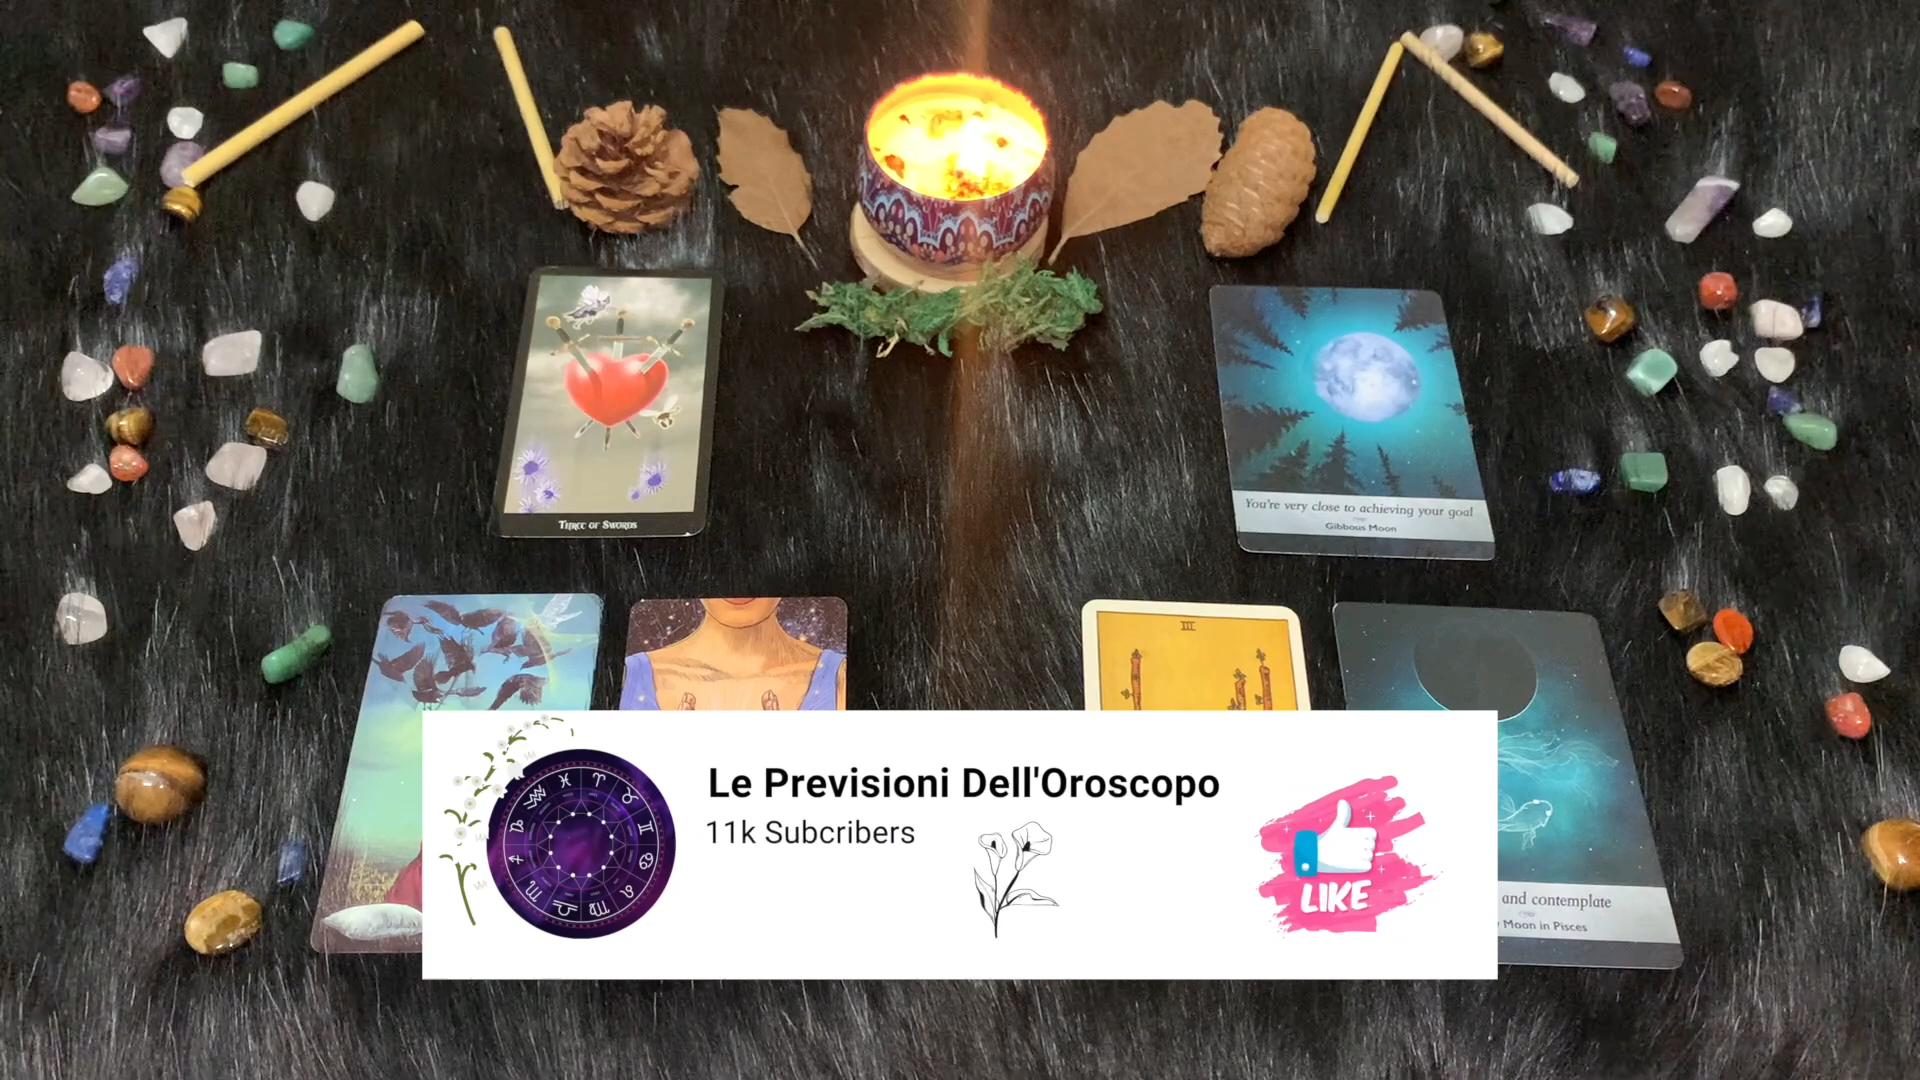 Three of Swords
You're very close to achieving your goal
Gibbous Moon
III
Le Previsioni Dell'Oroscopo
11k Subcribers
LIKE
and contemplate
Moon in Pisces